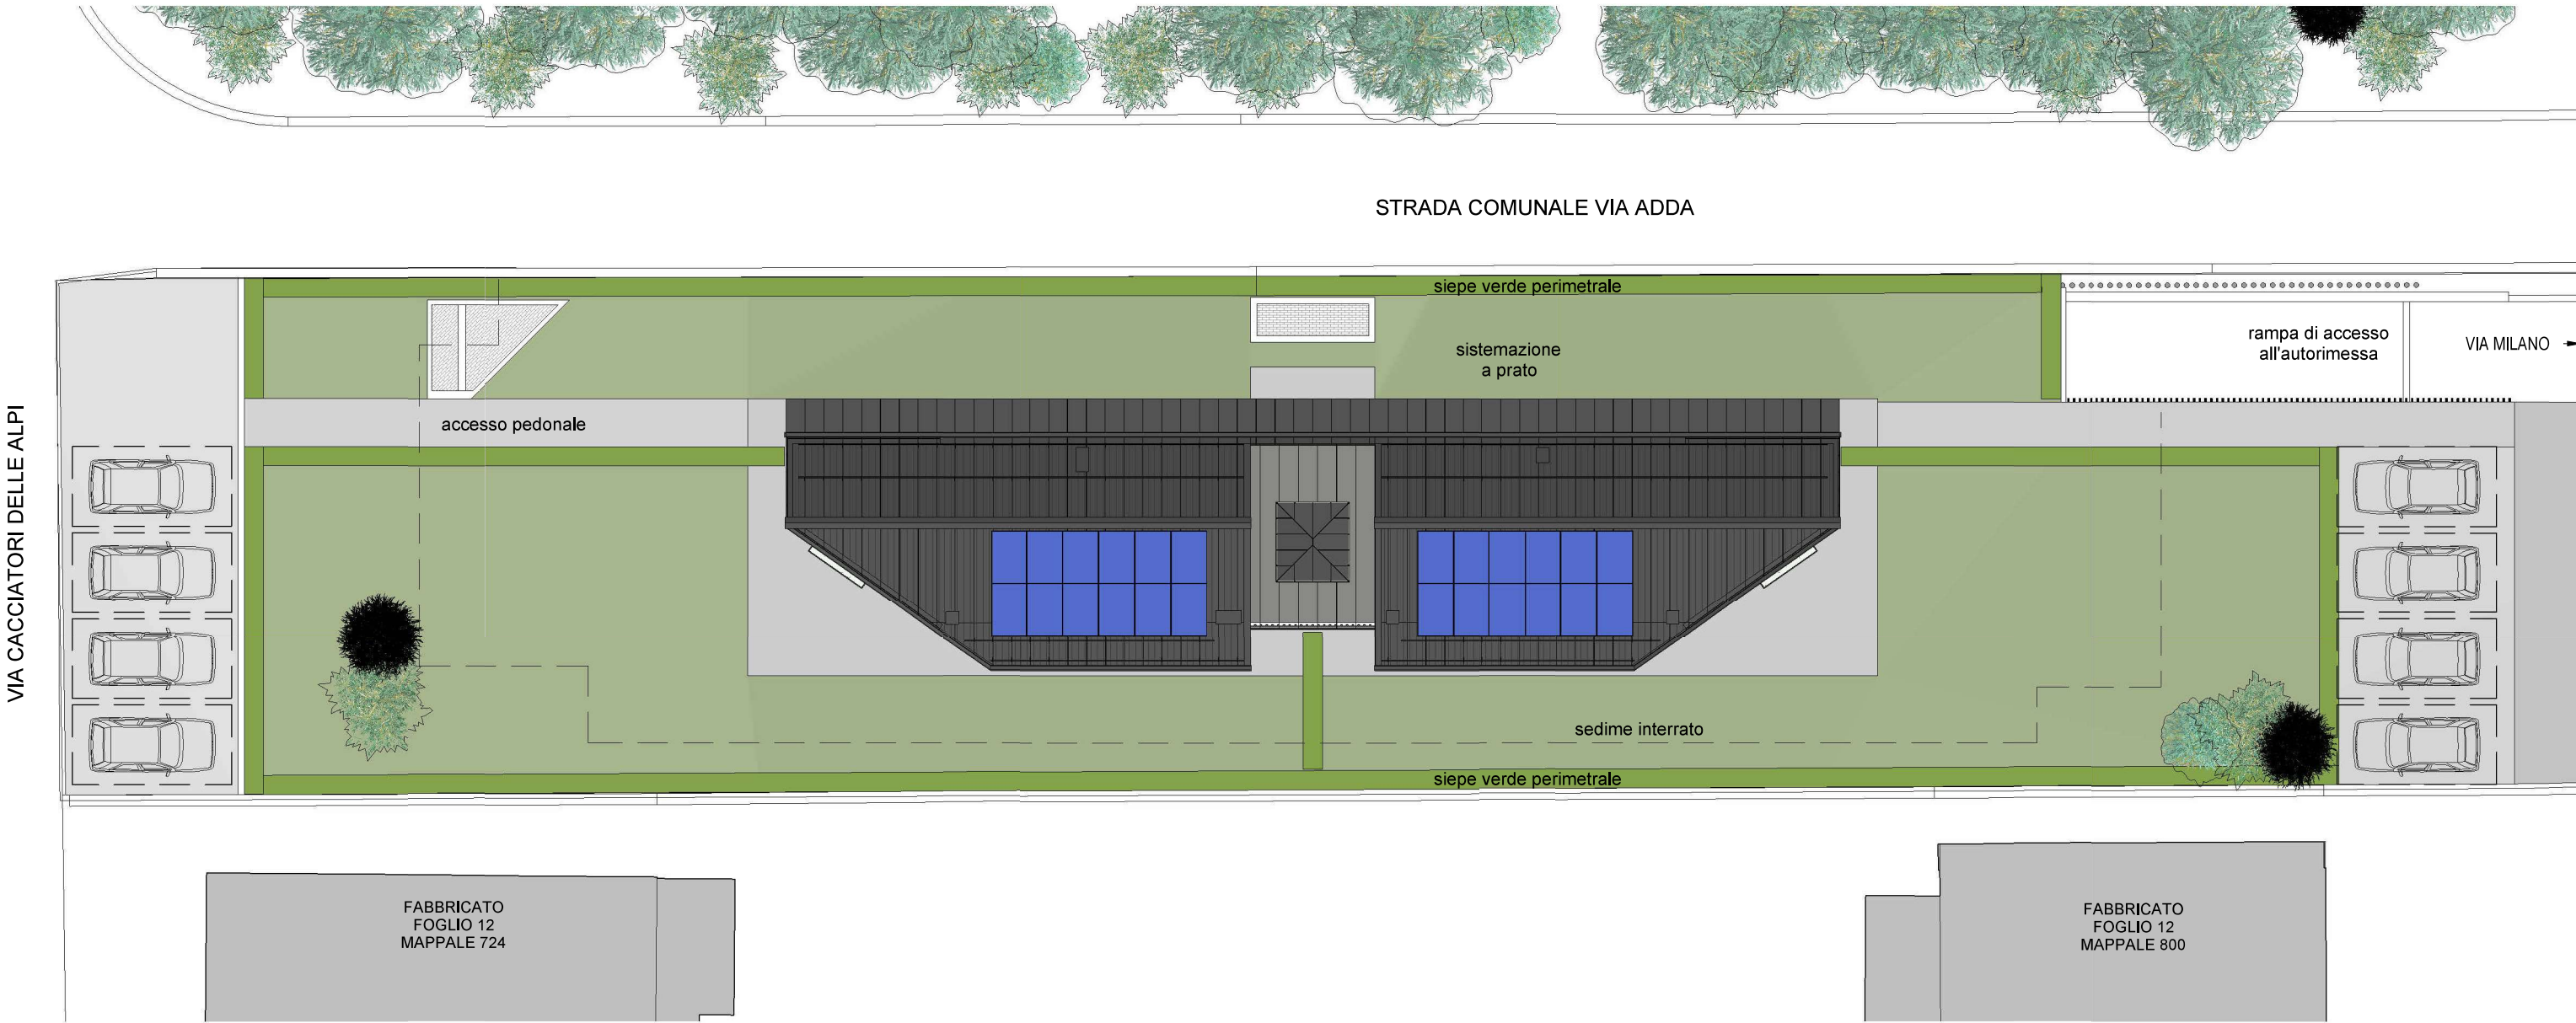 STRADA COMUNALE VIA ADDA
siepe verde perimetrale
rampa di accesso
all'autorimessa
VIA MILANO
sistemazione
a prato
accesso pedonale
VIA CACCIATORI DELLE ALPI
sedime interrato
siepe verde perimetrale
FABBRICATO
FOGLIO 12
MAPPALE 724
FABBRICATO
FOGLIO 12
MAPPALE 800